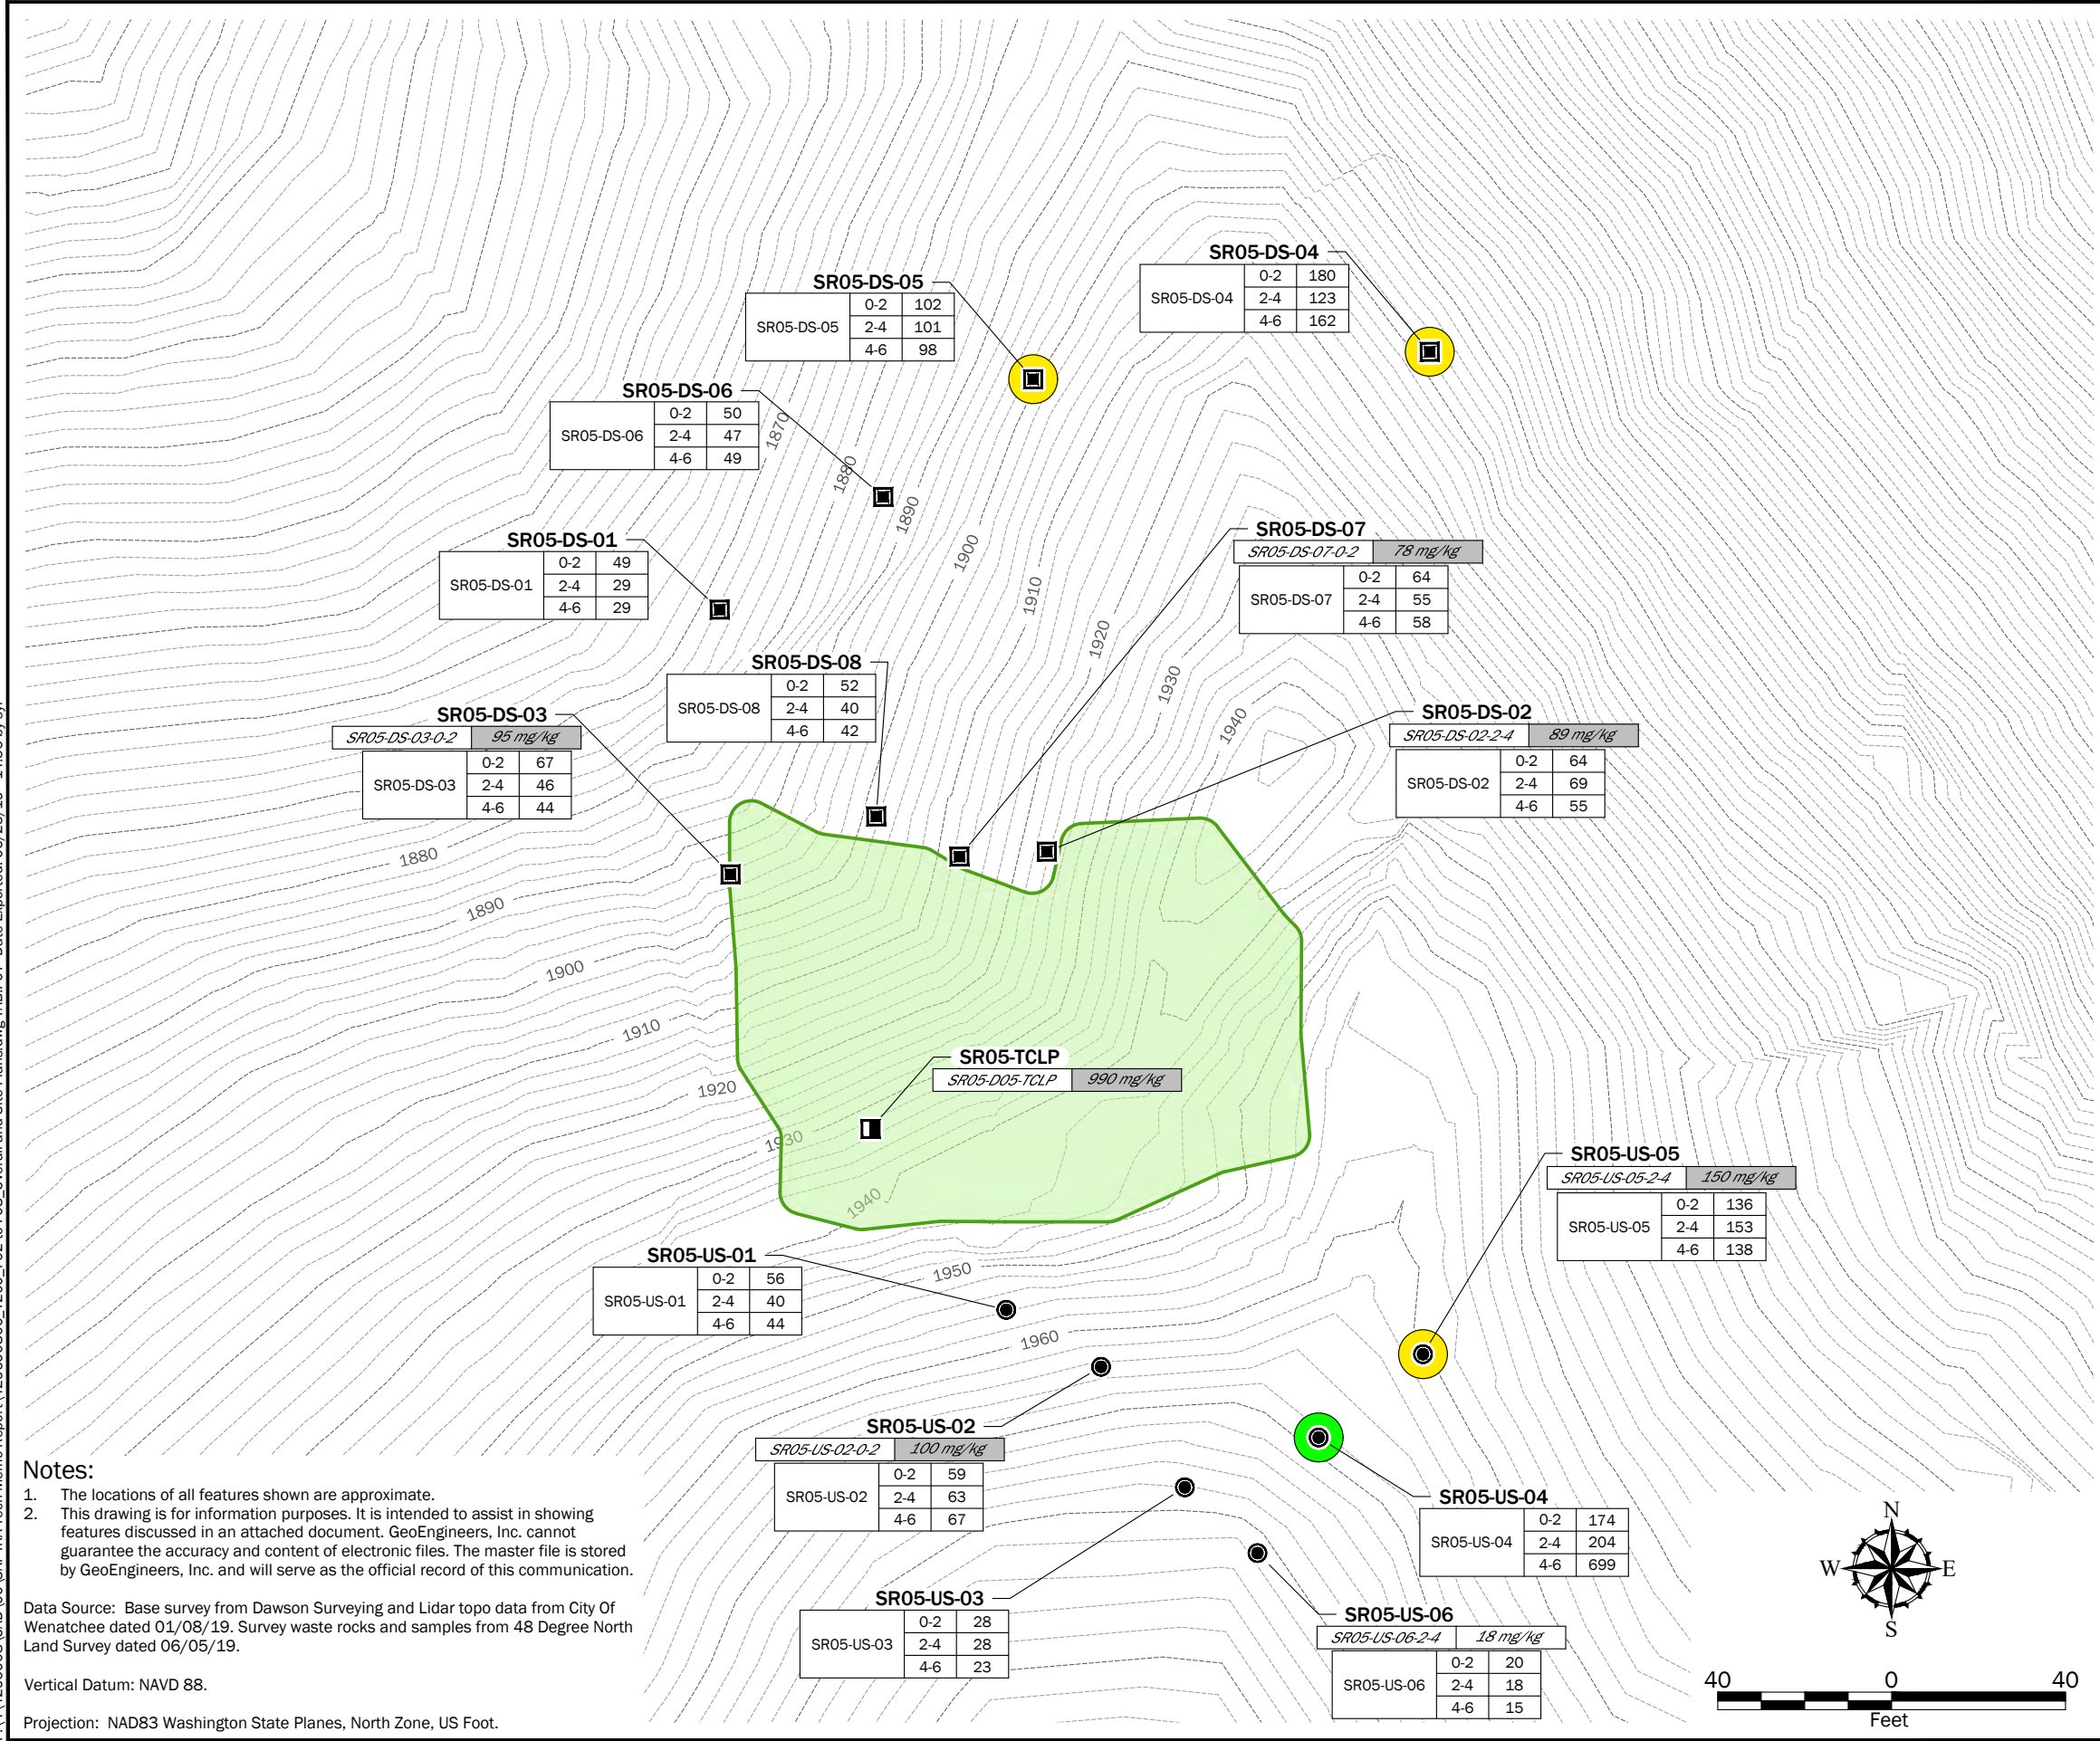 SR05-DS-04
SR05-DS-04
0-2 180
2-4 123
4-6 162
SR05-DS-05
SR05-DS-05
0-2 102
2-4 101
4-6 98
SR05-DS-06
SR05-DS-06
0-2 50
2-4 47
4-6 49
1870
1880
1890
1900
1910
1920
1930
1940
SR05-DS-01
SR05-DS-01
0-2 49
2-4 29
4-6 29
SR05-DS-07
SR05-DS-07-0-2 78 mg/kg
SR05-DS-07
0-2 64
2-4 55
4-6 58
SR05-DS-08
SR05-DS-08
0-2 52
2-4 40
4-6 42
SR05-DS-03
SR05-DS-03-0-2 95 mg/kg
SR05-DS-03
0-2 67
2-4 46
4-6 44
SR05-DS-02
SR05-DS-02-2-4 89 mg/kg
SR05-DS-02
0-2 64
2-4 69
4-6 55
1880
1890
1900
1910
1920
1930
1940
1950
1960
SR05-TCLP
SR05-D05-TCLP 990 mg/kg
SR05-US-05
SR05-US-05-2-4 150 mg/kg
SR05-US-05
0-2 136
2-4 153
4-6 138
SR05-US-01
SR05-US-01
0-2 56
2-4 40
4-6 44
SR05-US-02
SR05-US-02-0-2 100 mg/kg
SR05-US-02
0-2 59
2-4 63
4-6 67
SR05-US-04
SR05-US-04
0-2 174
2-4 204
4-6 699
SR05-US-03
SR05-US-03
0-2 28
2-4 28
4-6 23
SR05-US-06
SR05-US-06-2-4 18 mg/kg
SR05-US-06
0-2 20
2-4 18
4-6 15
Notes:
1. The locations of all features shown are approximate.
2. This drawing is for information purposes. It is intended to assist in showing
features discussed in an attached document. GeoEngineers, Inc. cannot
guarantee the accuracy and content of electronic files. The master file is stored
by GeoEngineers, Inc. and will serve as the official record of this communication.
Data Source: Base survey from Dawson Surveying and Lidar topo data from City Of
Wenatchee dated 01/08/19. Survey waste rocks and samples from 48 Degree North
Land Survey dated 06/05/19.
Vertical Datum: NAVD 88.
Projection: NAD83 Washington State Planes, North Zone, US Foot.
N
W E
S
40 0 40
Feet